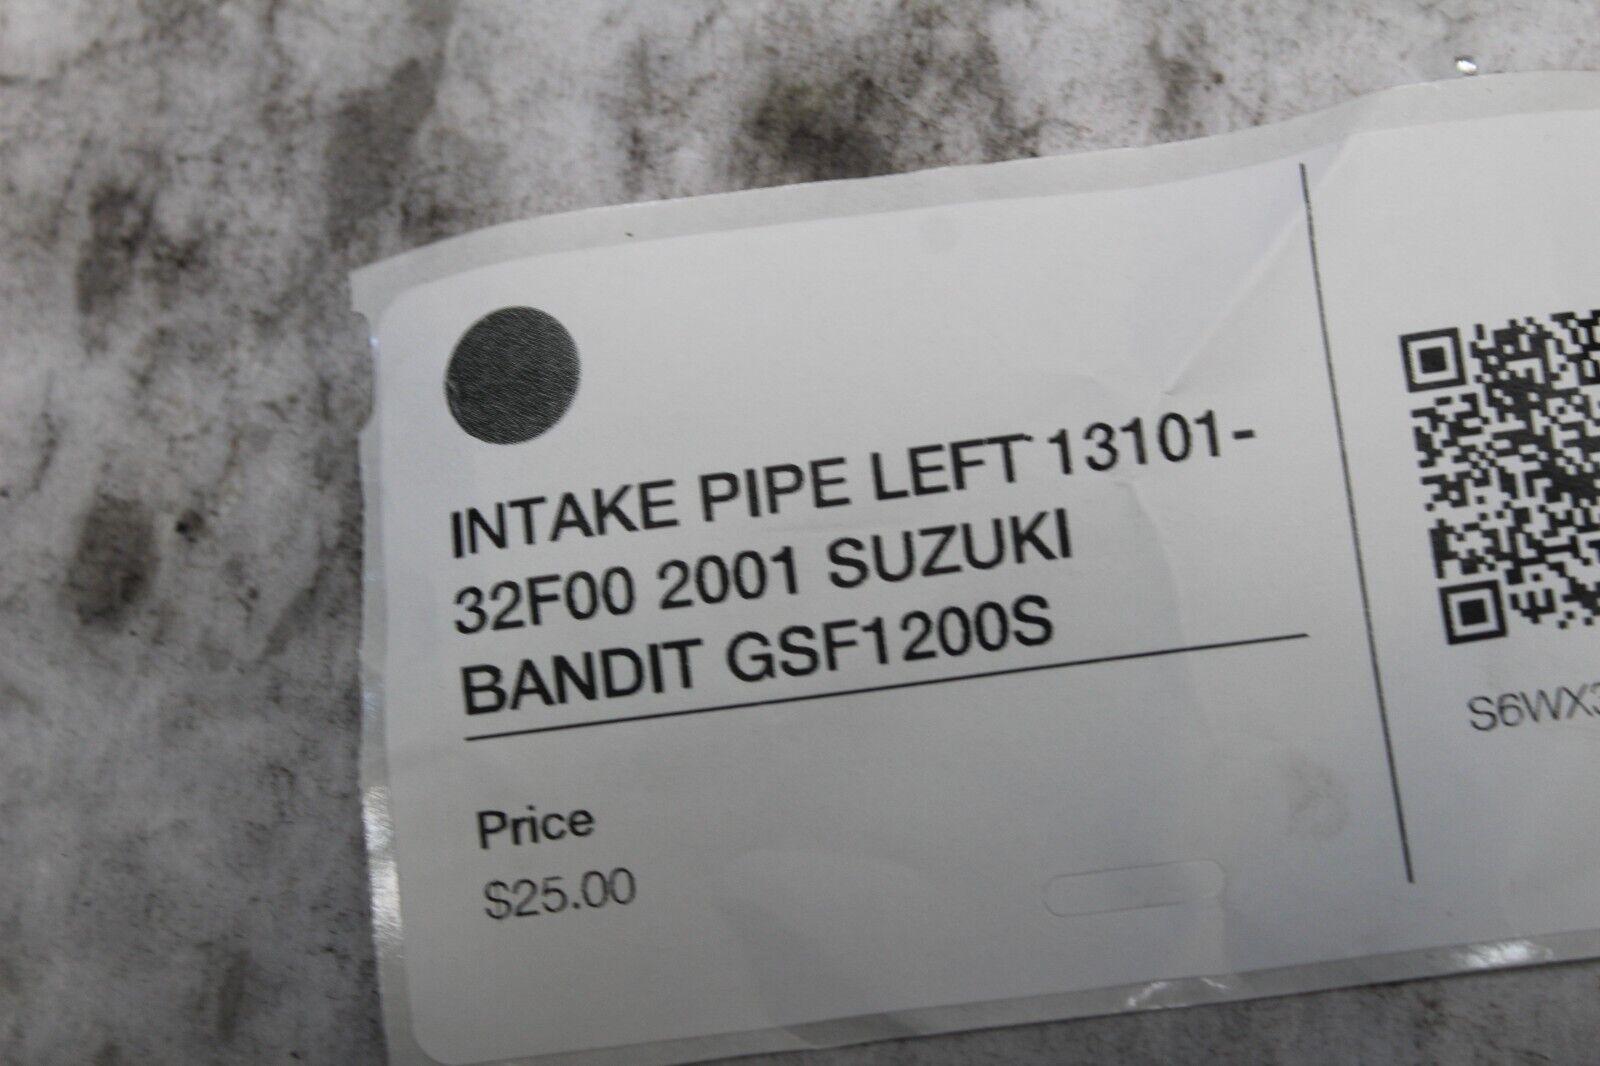 INTAKE PIPE LEFT 13101-
32F00 2001 SUZUKI
BANDIT GSF1200S
Price
$25.00